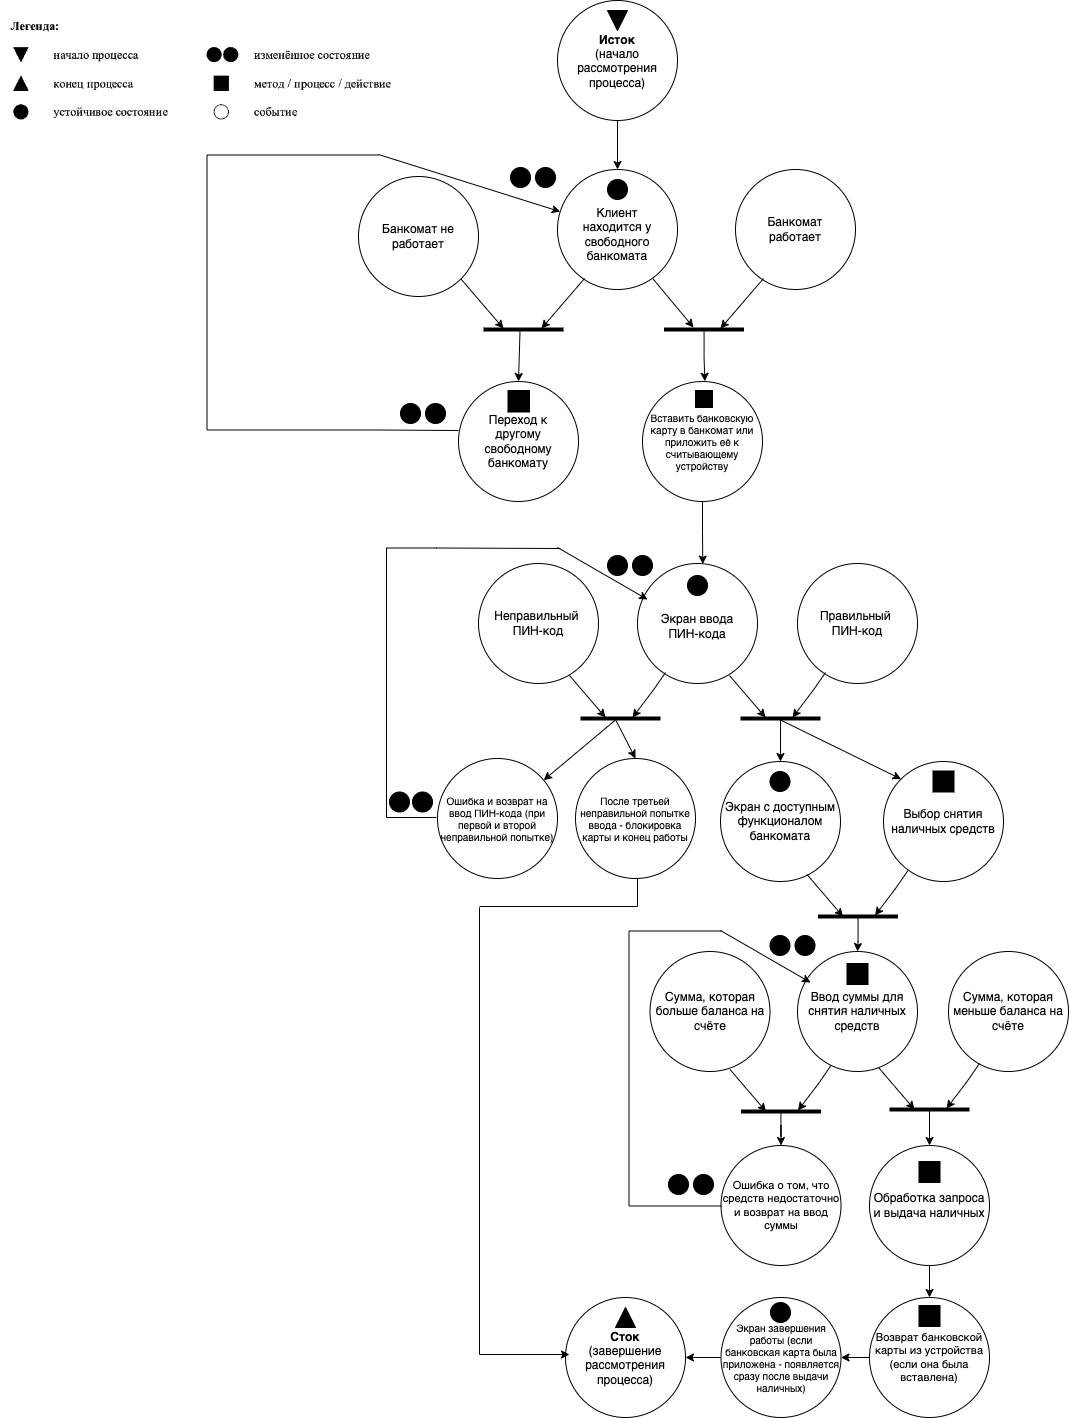 Легенда:
начало процесса
изменённое состояние
конец процесса
метод / процесс / действие
устойчивое состояние
событие
Исток
(начало
рассмотрения
процесса)
Банкомат не
работает
Клиент
находится у
свободного
банкомата
Банкомат
работает
Переход к
другому
свободному
банкомату
Вставить банковскую
карту в банкомат или
приложить её к
считывающему
устройству
Неправильный
ПИН-код
Экран ввода
ПИН-кода
Правильный
ПИН-код
Ошибка и возврат на
ввод ПИН-кода (при
первой и второй
неправильной попытке)
После третьей
неправильной попытке
ввода - блокировка
карты и конец работы
Экран с доступным
функционалом
банкомата
Выбор снятия
наличных средств
Сумма, которая
больше баланса на
счёте
Ввод суммы для
снятия наличных
средств
Сумма, которая
меньше баланса на
счёте
Ошибка о том, что
средств недостаточно
и возврат на ввод
суммы
Обработка запроса
и выдача наличных
Сток
(завершение
рассмотрения
процесса)
Экран завершения
работы (если
банковская карта была
приложена - появляется
сразу после выдачи
наличных)
Возврат банковской
карты из устройства
(если она была
вставлена)